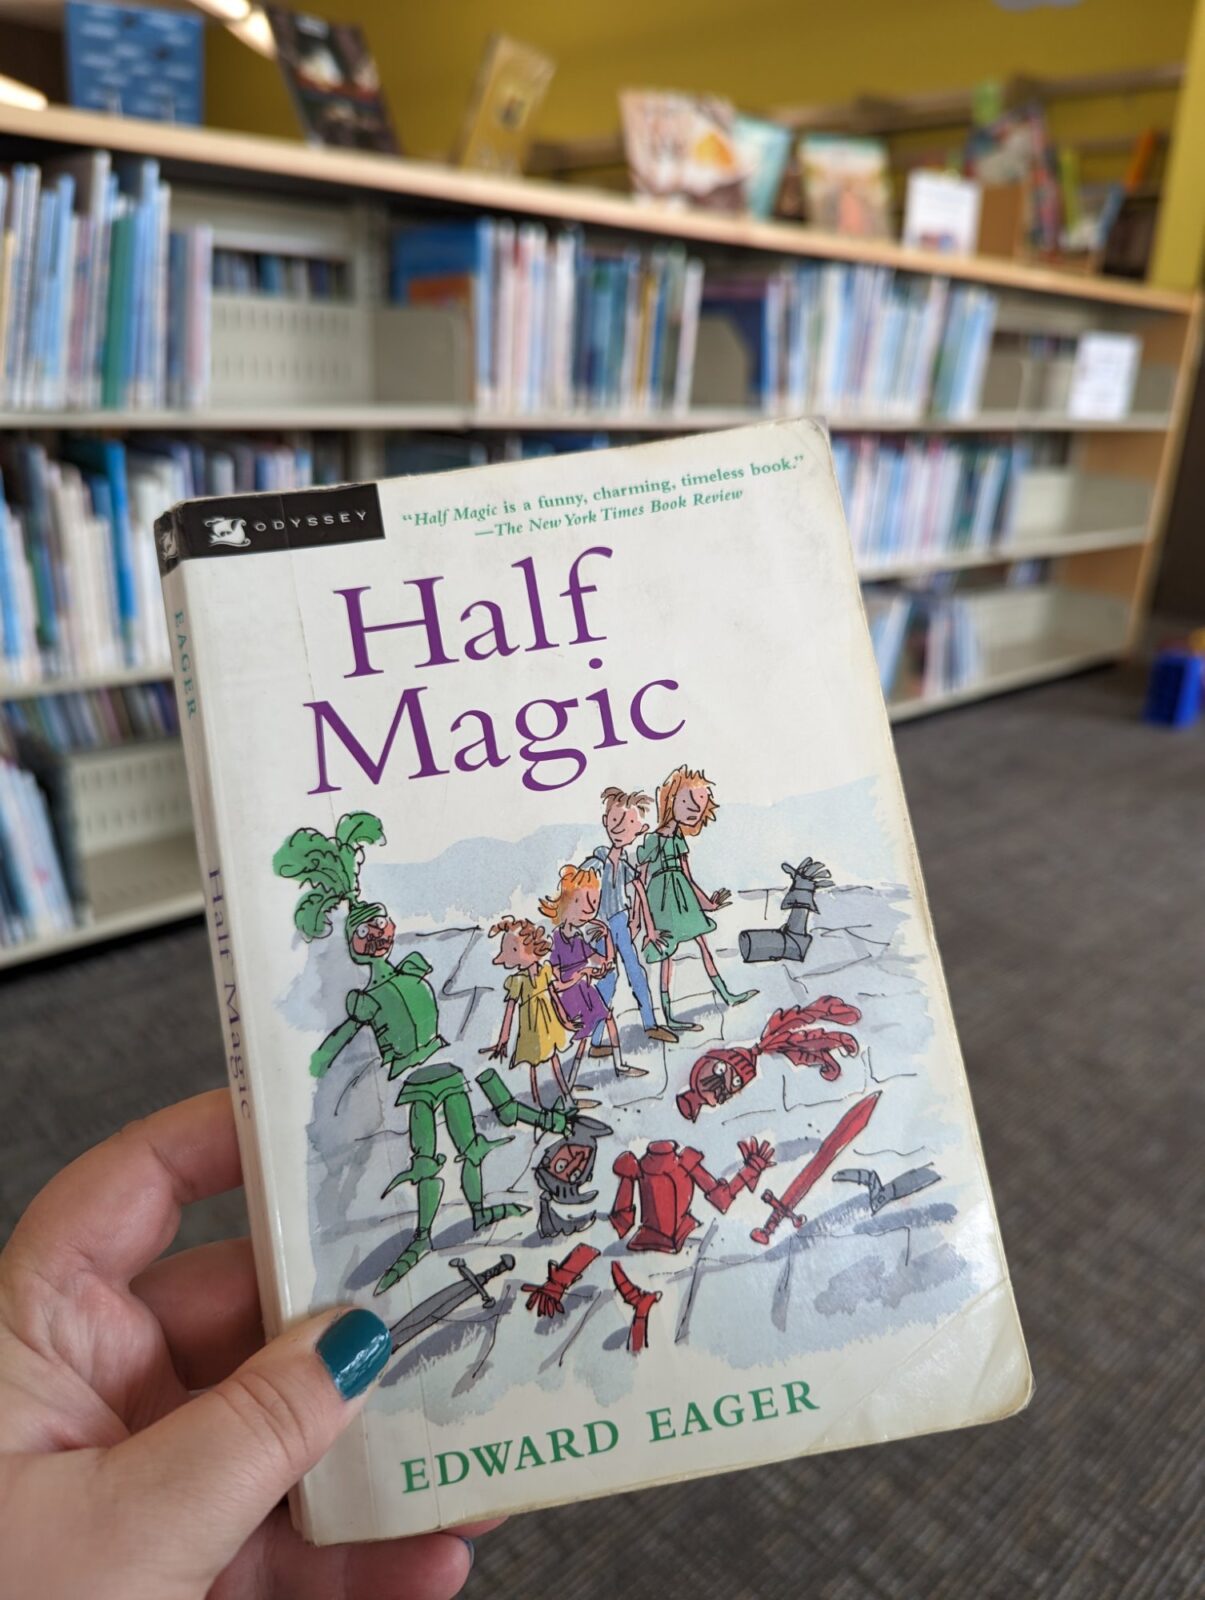 ODYSSEY
“Half Magic is a funny, charming, timeless book.”
—The New York Times Book Review
Half
Magic
EDWARD EAGER
EAGER
Half Magic